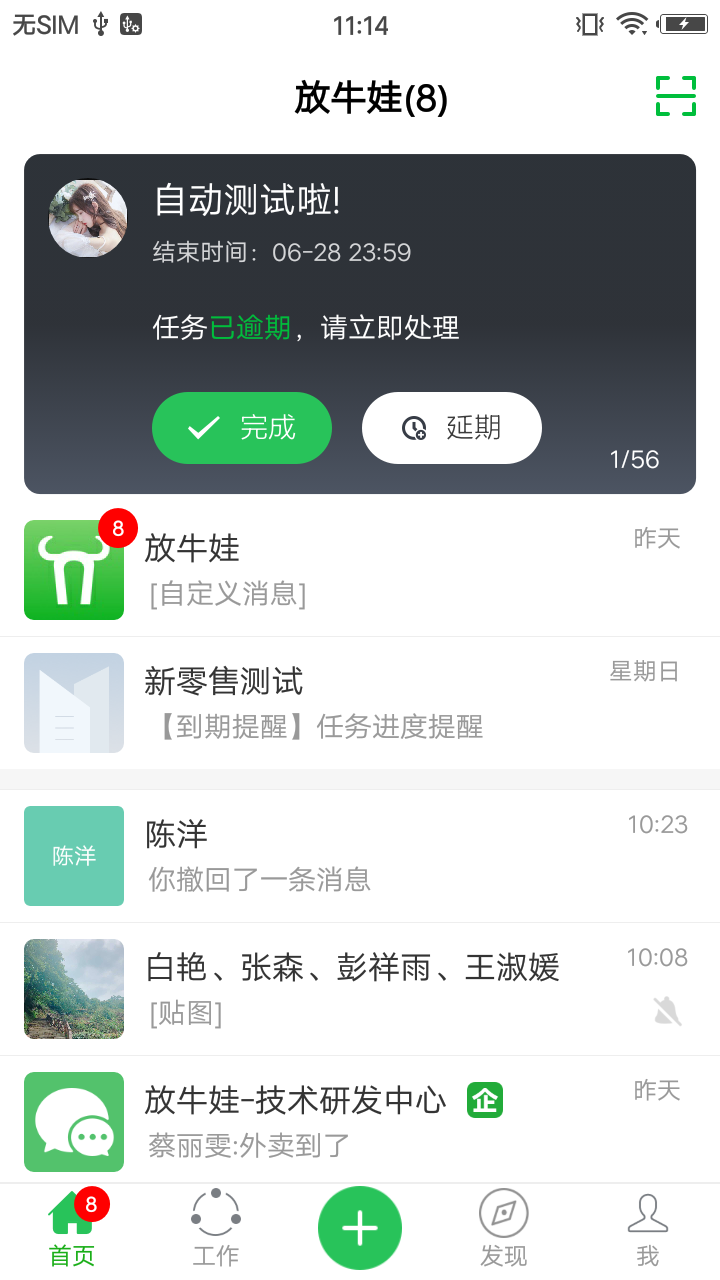 无SIM 11:14
放牛娃(8)
自动测试啦!
结束时间：06-28 23:59
任务已逾期，请立即处理
完成 延期
1/56
8
放牛娃 昨天
[自定义消息]
新零售测试 星期日
【到期提醒】任务进度提醒
陈洋
陈洋 10:23
你撤回了一条消息
白艳、张森、彭祥雨、王淑媛 10:08
[贴图]
放牛娃-技术研发中心 企 昨天
蔡丽雯:外卖到了
8
首页 工作 发现 我